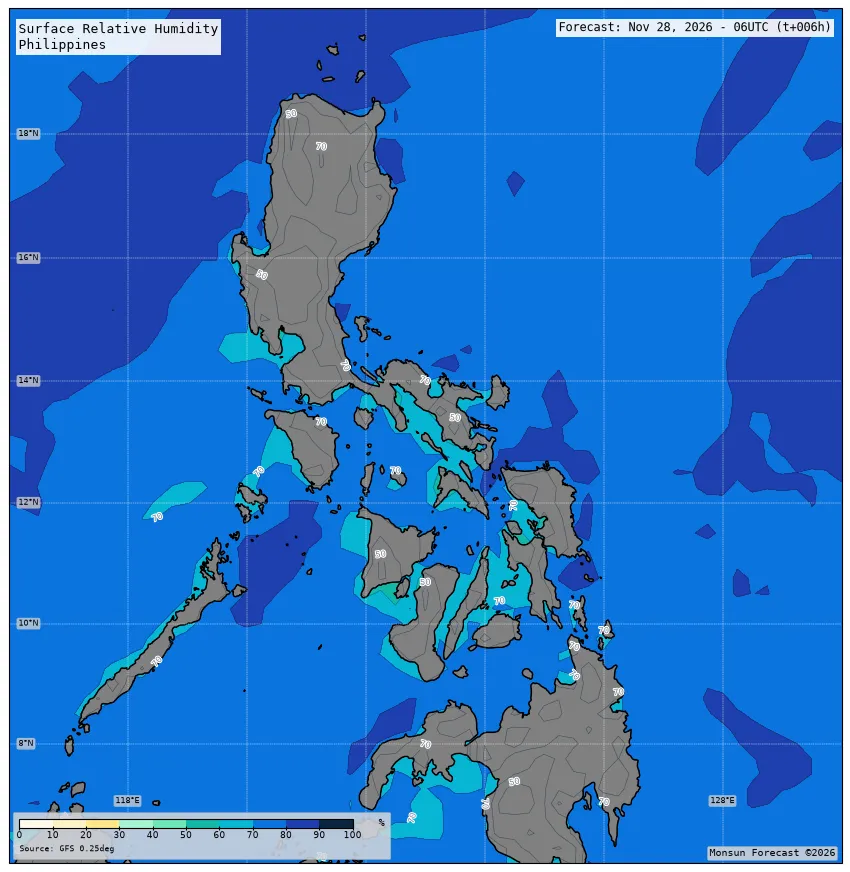 Surface Relative Humidity
Philippines
Forecast: Nov 28, 2026 - 06UTC (t+006h)
50
18°N
70
16°N
50
70
14°N
70
50
70
70
70
12°N
70
70
50
50
70
10°N
70
70
70
70
70
70
8°N
70
50
118°E
70
70
128°E
70
0 10 20 30 40 50 60 70 80 90 100 %
Source: GFS 0.25deg
Monsun Forecast ©2026